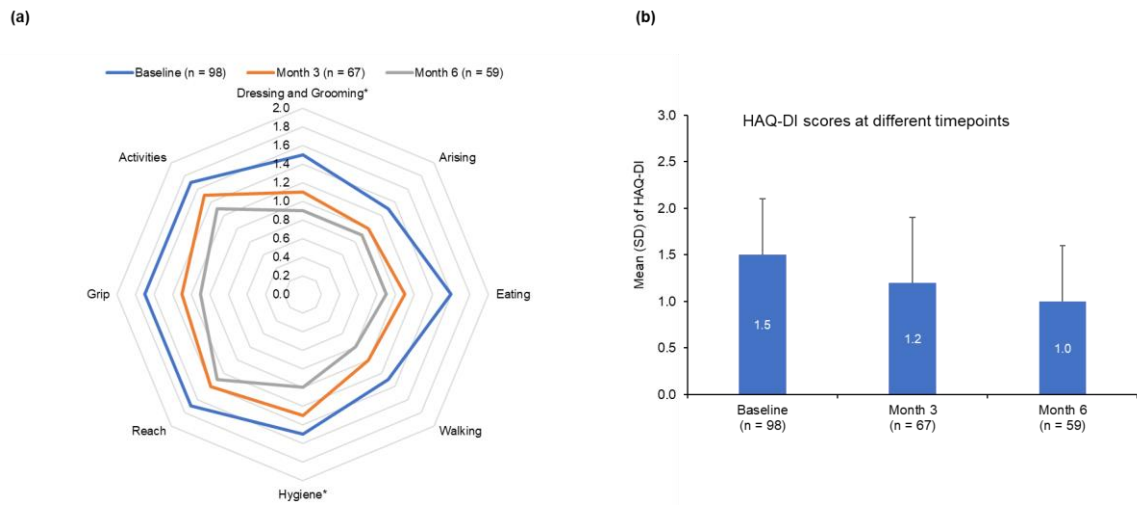 (a)
Baseline (n = 98)
Month 3 (n = 67)
Month 6 (n = 59)
Dressing and Grooming*
Arising
Eating
Walking
Hygiene*
Reach
Grip
Activities
2.0
1.8
1.6
1.4
1.2
1.0
0.8
0.6
0.4
0.2
0.0
(b)
HAQ-DI scores at different timepoints
Mean (SD) of HAQ-DI
3.0
2.5
2.0
1.5
1.0
0.5
0.0
1.5
1.2
1.0
Baseline
(n = 98)
Month 3
(n = 67)
Month 6
(n = 59)